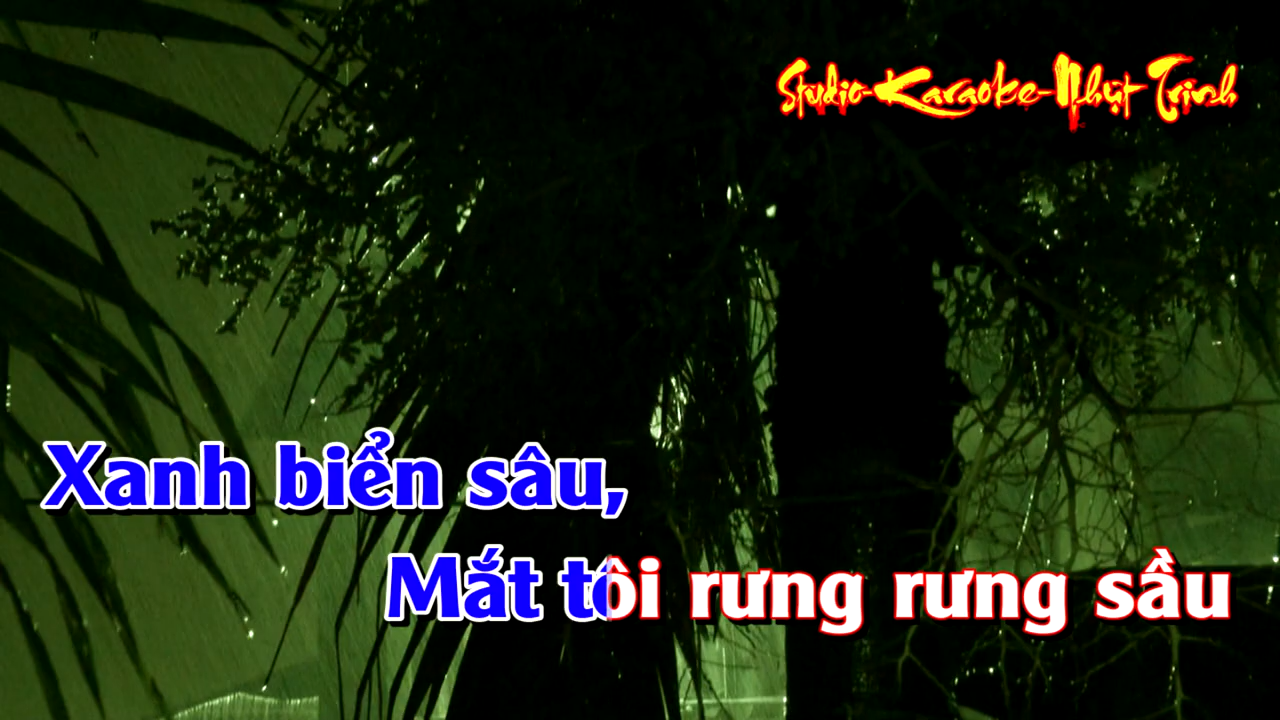 Studio-Karaoke-Nhựt Trinh
Xanh biển sâu,
Mắt tôi rưng rưng sầu